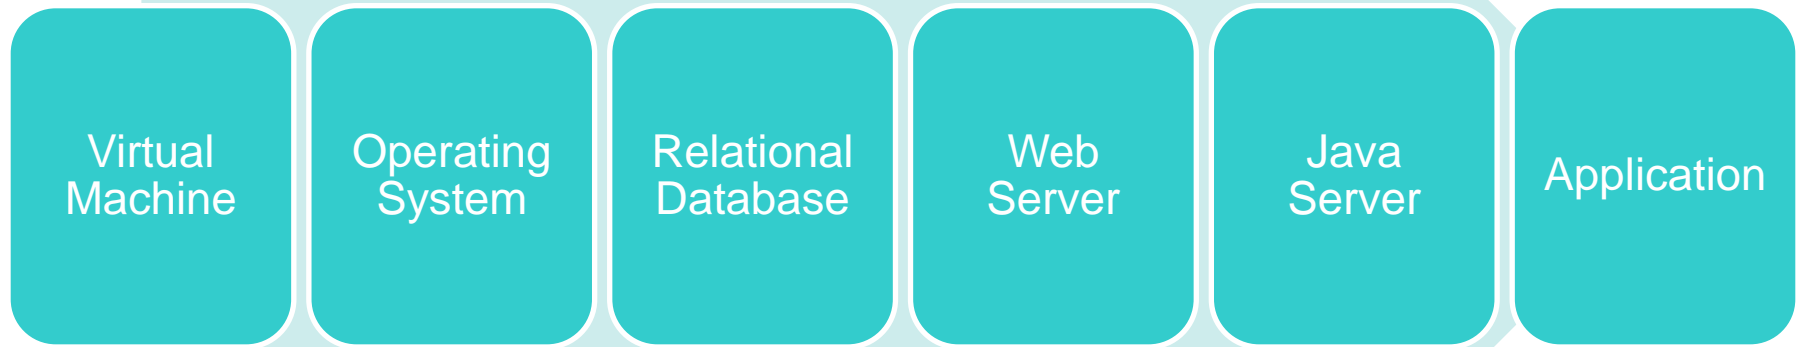 Virtual
Machine
Operating
System
Relational
Database
Web
Server
Java
Server
Application